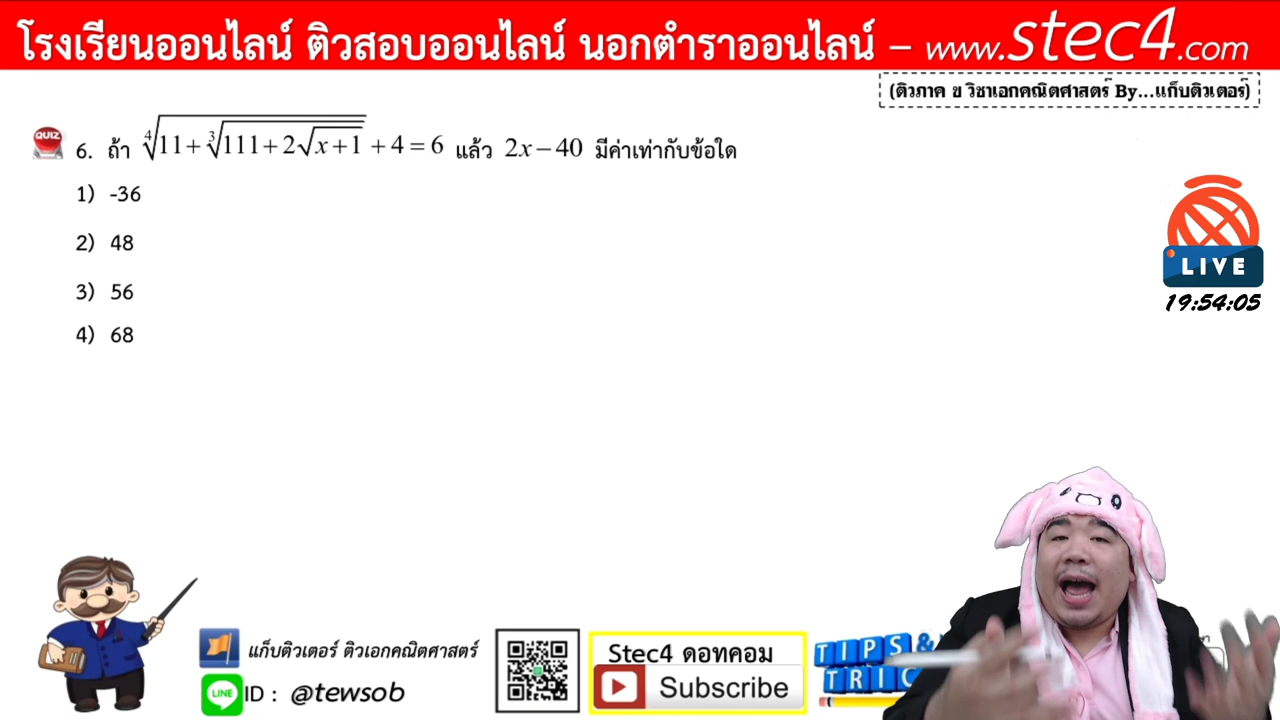 โรงเรียนออนไลน์ ติวสอบออนไลน์ นอกตำราออนไลน์ – www.stec4.com
(ติวภาค ข วิชาเอกคณิตศาสตร์ By...แก็บติวเตอร์)
QUIZ
6. ถ้า ∜(11+∛(111+2√(x+1)))+4=6 แล้ว 2x−40 มีค่าเท่ากับข้อใด
1) -36
2) 48
3) 56
4) 68
LIVE
19:54:05
แก็บติวเตอร์ ติวเอกคณิตศาสตร์
LINE ID : @tewsob
Stec4 ดอทคอม
Subscribe
TIPS &
TRIC